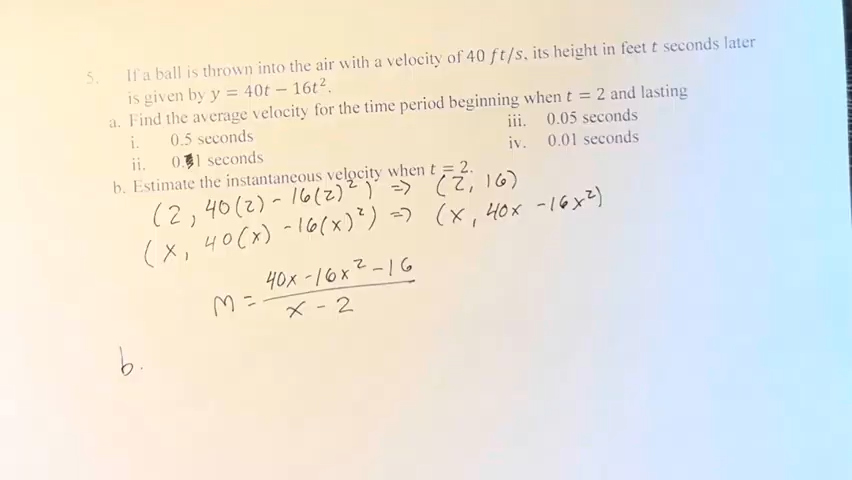 5. If a ball is thrown into the air with a velocity of 40 ft/s, its height in feet t seconds later
is given by y = 40t − 16t².
a. Find the average velocity for the time period beginning when t = 2 and lasting
i. 0.5 seconds iii. 0.05 seconds
ii. 0.1 seconds iv. 0.01 seconds
b. Estimate the instantaneous velocity when t = 2.
(2, 40(2) - 16(2)²) => (2, 16)
(x, 40(x) - 16(x)²) => (x, 40x - 16x²)
m = (40x - 16x² - 16) / (x - 2)
b.